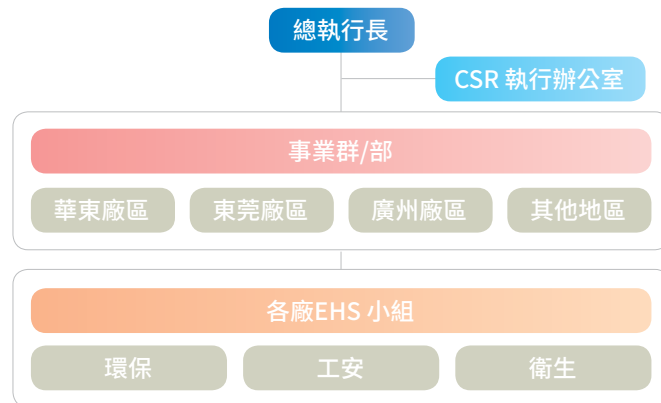 總執行長
CSR 執行辦公室
事業群/部
華東廠區
東莞廠區
廣州廠區
其他地區
各廠EHS 小組
環保
工安
衛生